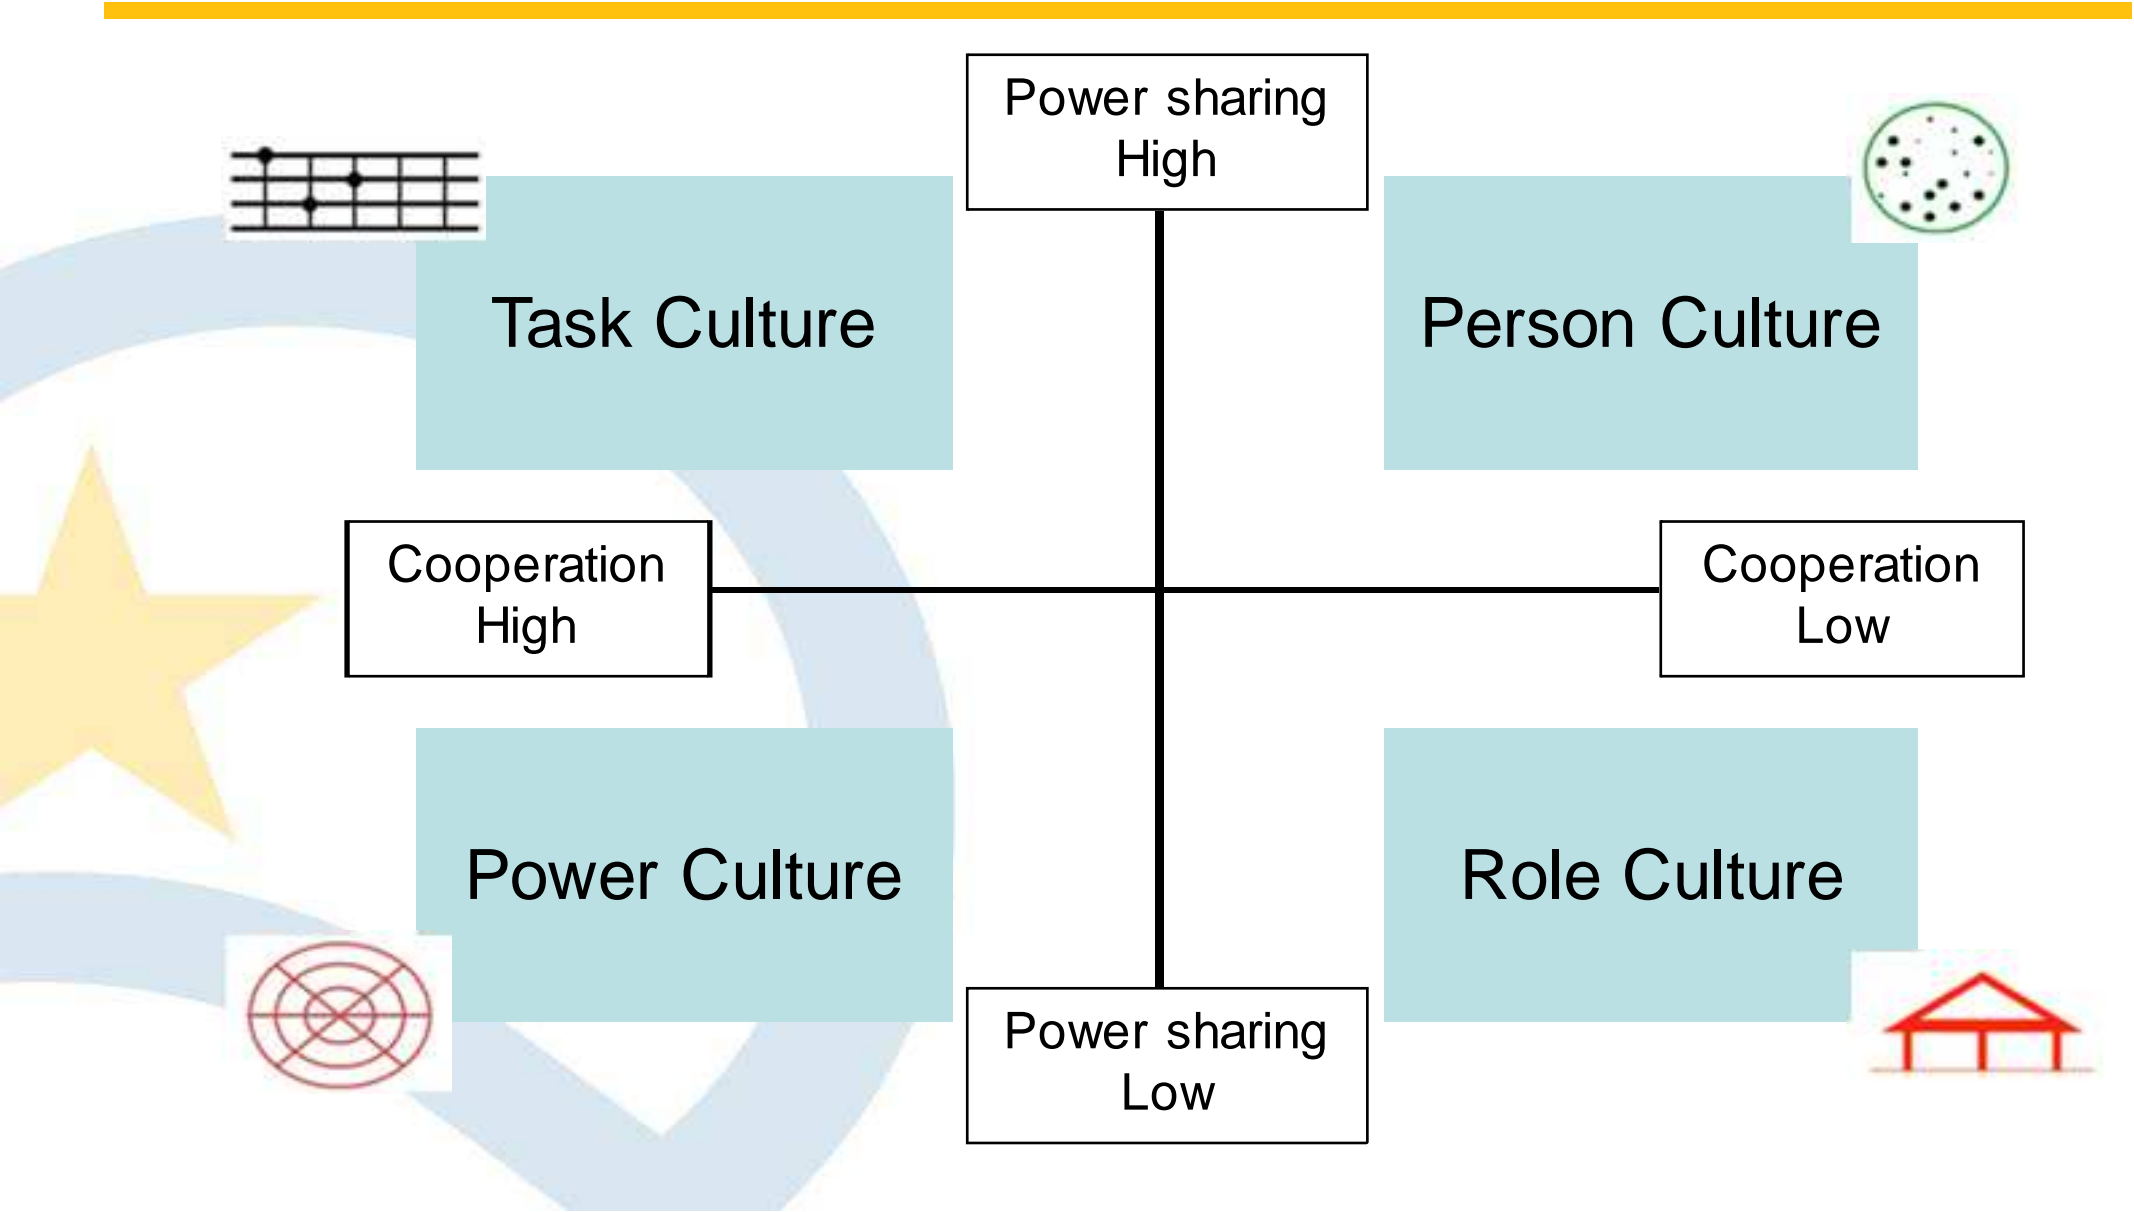 Power sharing
High
Task Culture
Person Culture
Cooperation
High
Cooperation
Low
Power Culture
Role Culture
Power sharing
Low